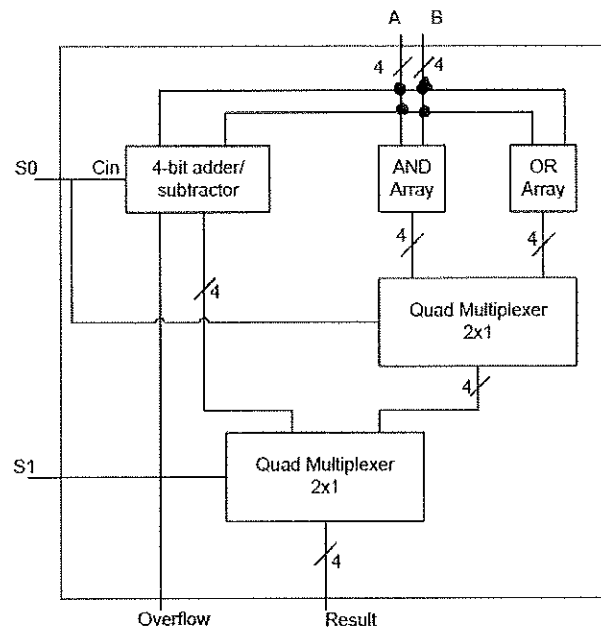 A B
4 4
S0 Cin 4-bit adder/
subtractor
AND
Array
OR
Array
4 4
4
Quad Multiplexer
2x1
4
S1 Quad Multiplexer
2x1
4
Overflow Result